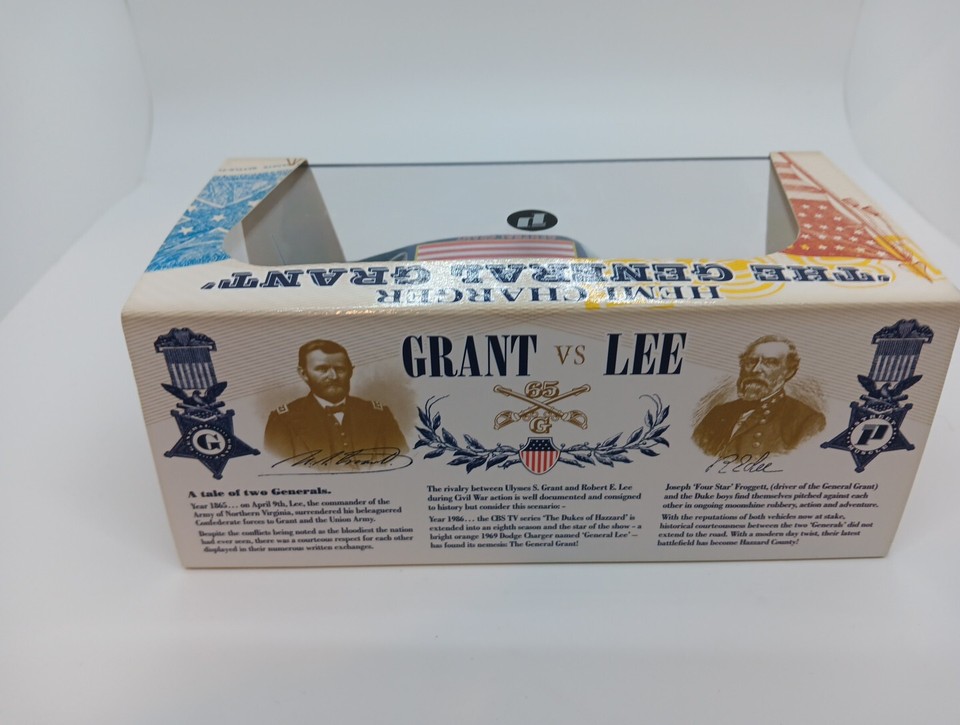 'THE GENERAL GRANT'
HEMI CHARGER
GRANT VS LEE
65
G
G
A tale of two Generals.
Year 1865... on April 9th, Lee, the commander of the
Army of Northern Virginia, surrendered his beleaguered
Confederate forces to Grant and the Union Army.
Despite the conflicts being noted as the bloodiest the nation
had ever seen, there was a courteous respect for each other
displayed in their numerous written exchanges.
The rivalry between Ulysses S. Grant and Robert E. Lee
during Civil War action is well documented and consigned
to history but consider this scenario: –
Year 1986... the CBS TV series 'The Dukes of Hazzard' is
extended into an eighth season and the star of the show - a
bright orange 1969 Dodge Charger named 'General Lee' –
has found its nemesis: The General Grant!
Joseph 'Four Star' Froggett, (driver of the General Grant)
and the Duke boys find themselves pitched against each
other in ongoing moonshine robbery, action and adventure.
With the reputations of both vehicles now at stake,
historical courteousness between the two 'Generals' did not
extend to the road. With a modern day twist, their latest
battlefield has become Hazzard County!